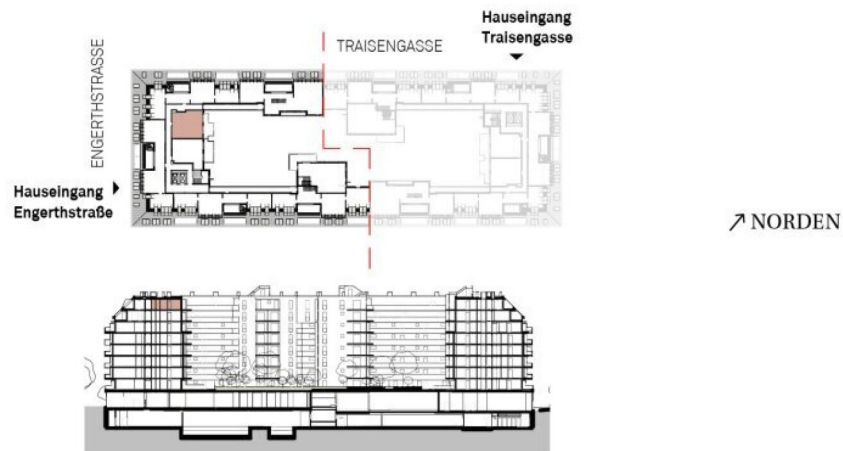 Hauseingang
Traisengasse
TRAISENGASSE
ENGERTHSTRASSE
Hauseingang
Engerthstraße
NORDEN